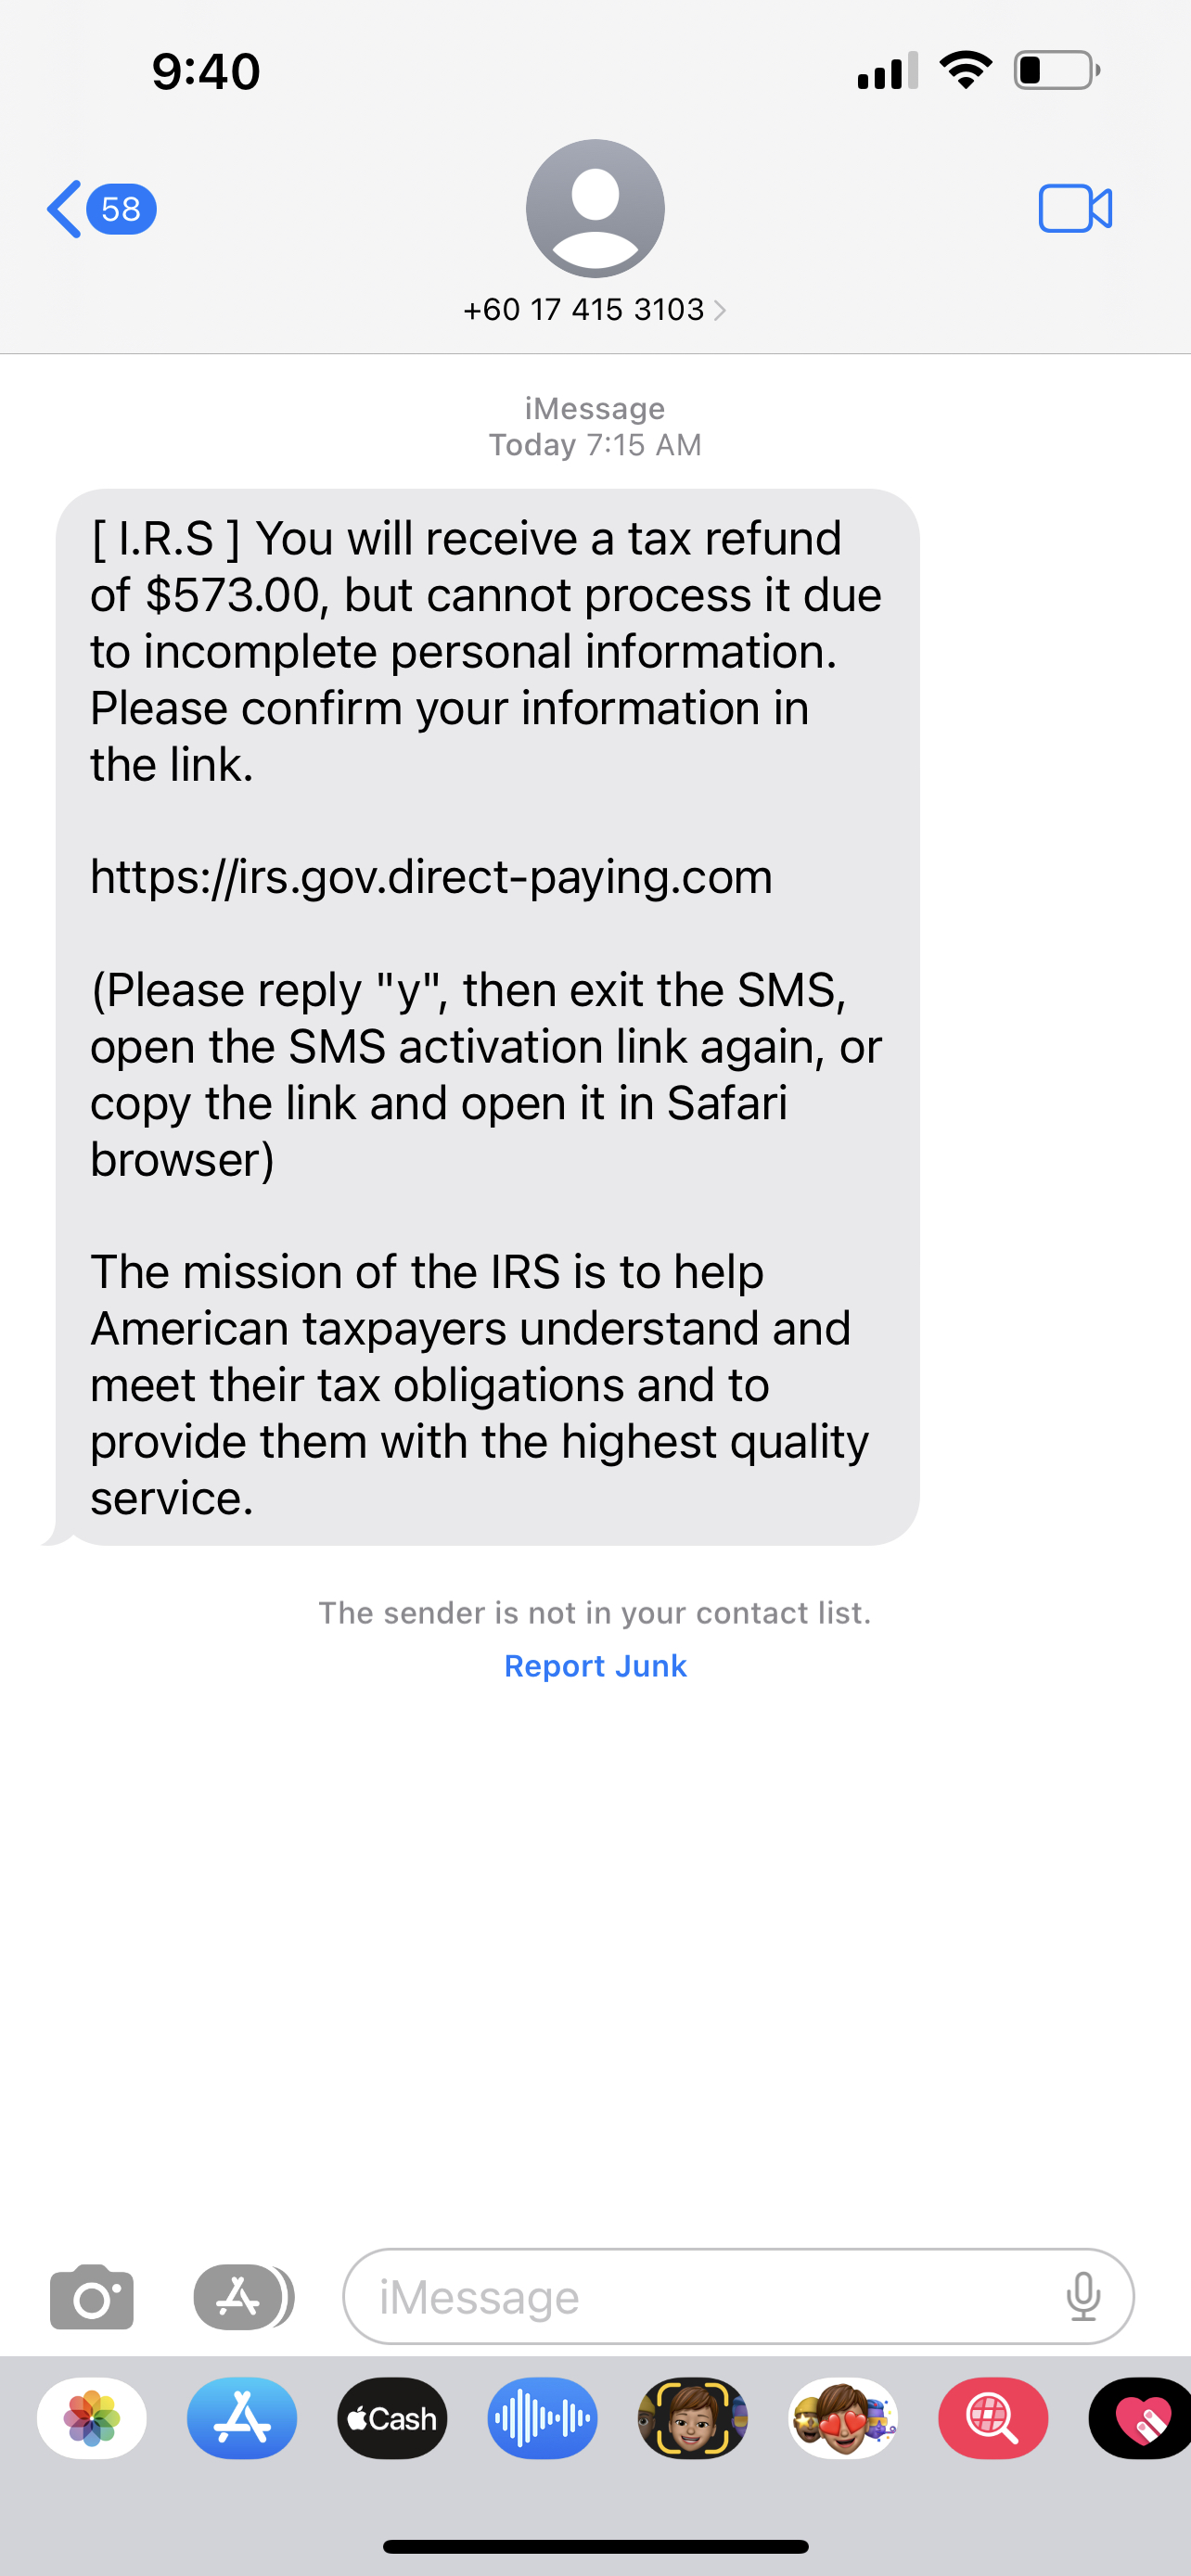 9:40
58
+60 17 415 3103
iMessage
Today 7:15 AM
[ I.R.S ] You will receive a tax refund
of $573.00, but cannot process it due
to incomplete personal information.
Please confirm your information in
the link.
https://irs.gov.direct-paying.com
(Please reply "y", then exit the SMS,
open the SMS activation link again, or
copy the link and open it in Safari
browser)
The mission of the IRS is to help
American taxpayers understand and
meet their tax obligations and to
provide them with the highest quality
service.
The sender is not in your contact list.
Report Junk
iMessage
Cash